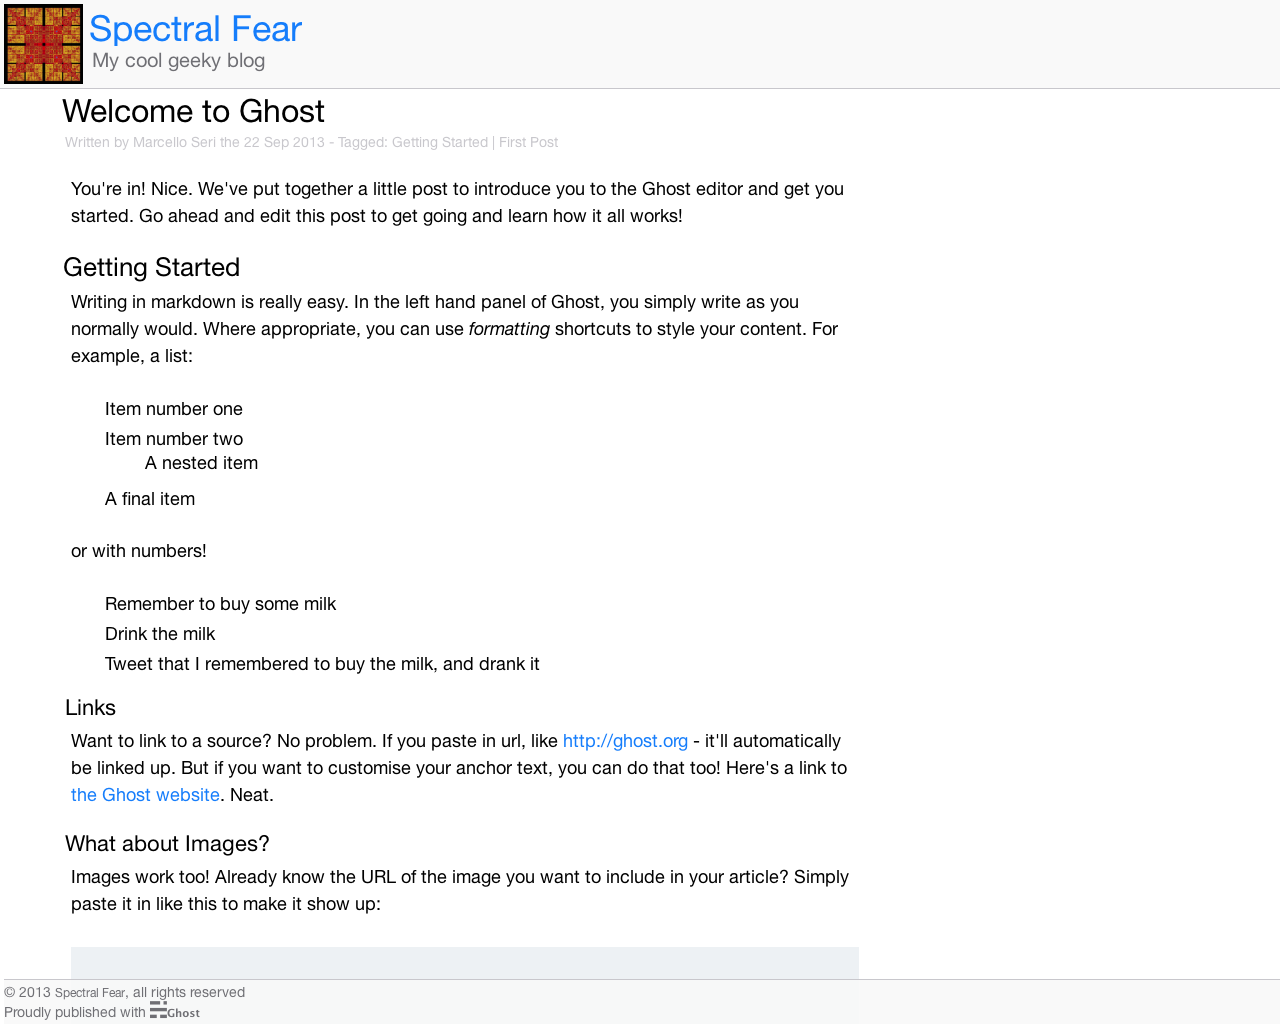 Spectral Fear
My cool geeky blog
Welcome to Ghost
Written by Marcello Seri the 22 Sep 2013 - Tagged: Getting Started | First Post
You're in! Nice. We've put together a little post to introduce you to the Ghost editor and get you
started. Go ahead and edit this post to get going and learn how it all works!
Getting Started
Writing in markdown is really easy. In the left hand panel of Ghost, you simply write as you
normally would. Where appropriate, you can use formatting shortcuts to style your content. For
example, a list:
Item number one
Item number two
A nested item
A final item
or with numbers!
Remember to buy some milk
Drink the milk
Tweet that I remembered to buy the milk, and drank it
Links
Want to link to a source? No problem. If you paste in url, like http://ghost.org - it'll automatically
be linked up. But if you want to customise your anchor text, you can do that too! Here's a link to
the Ghost website. Neat.
What about Images?
Images work too! Already know the URL of the image you want to include in your article? Simply
paste it in like this to make it show up:
© 2013 Spectral Fear, all rights reserved
Proudly published with Ghost